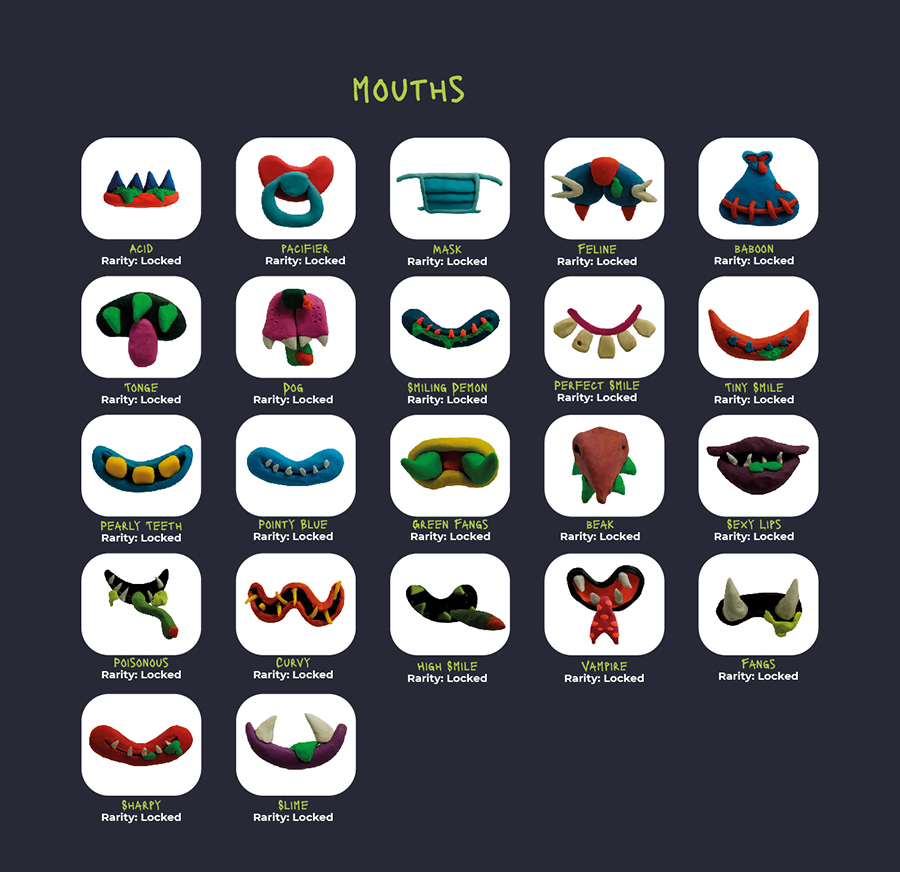 MOUTHS
ACID
Rarity: Locked
PACIFIER
Rarity: Locked
MASK
Rarity: Locked
FELINE
Rarity: Locked
BABOON
Rarity: Locked
TONGE
Rarity: Locked
DOG
Rarity: Locked
SMILING DEMON
Rarity: Locked
PERFECT SMILE
Rarity: Locked
TINY SMILE
Rarity: Locked
PEARLY TEETH
Rarity: Locked
POINTY BLUE
Rarity: Locked
GREEN FANGS
Rarity: Locked
BEAK
Rarity: Locked
SEXY LIPS
Rarity: Locked
POISONOUS
Rarity: Locked
CURVY
Rarity: Locked
HIGH SMILE
Rarity: Locked
VAMPIRE
Rarity: Locked
FANGS
Rarity: Locked
SHARPY
Rarity: Locked
SLIME
Rarity: Locked